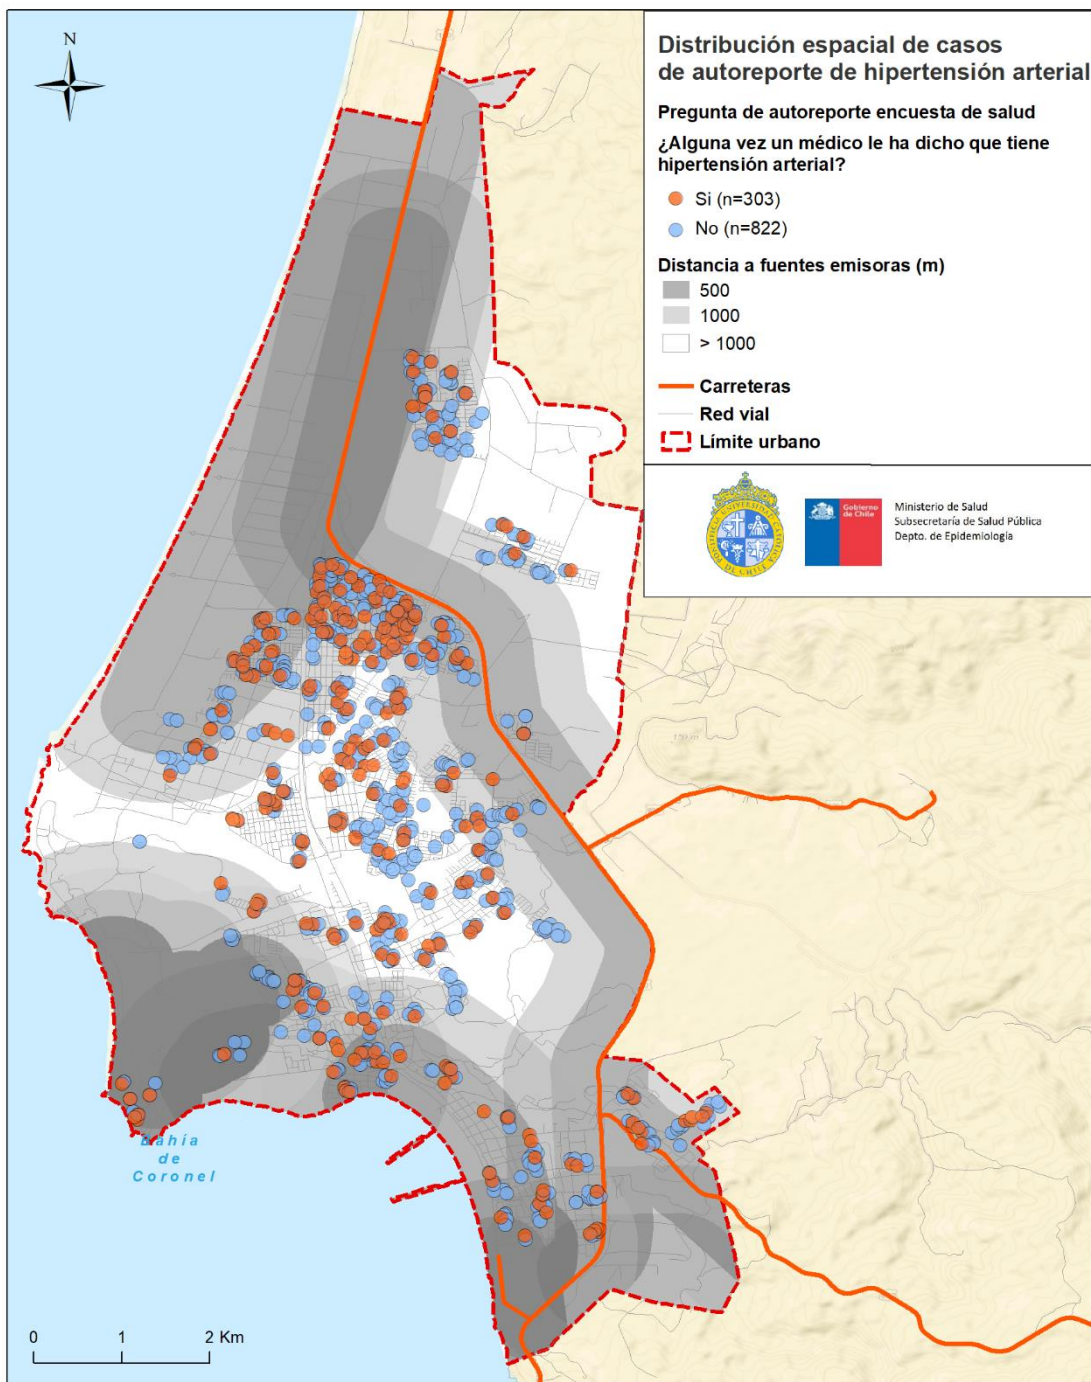 N
Distribución espacial de casos
de autoreporte de hipertensión arterial
Pregunta de autoreporte encuesta de salud
¿Alguna vez un médico le ha dicho que tiene
hipertensión arterial?
Si (n=303)
No (n=822)
Distancia a fuentes emisoras (m)
500
1000
> 1000
Carreteras
Red vial
Límite urbano
Gobierno
de Chile
Ministerio de Salud
Subsecretaría de Salud Pública
Depto. de Epidemiología
Bahía
de
Coronel
0 1 2 Km